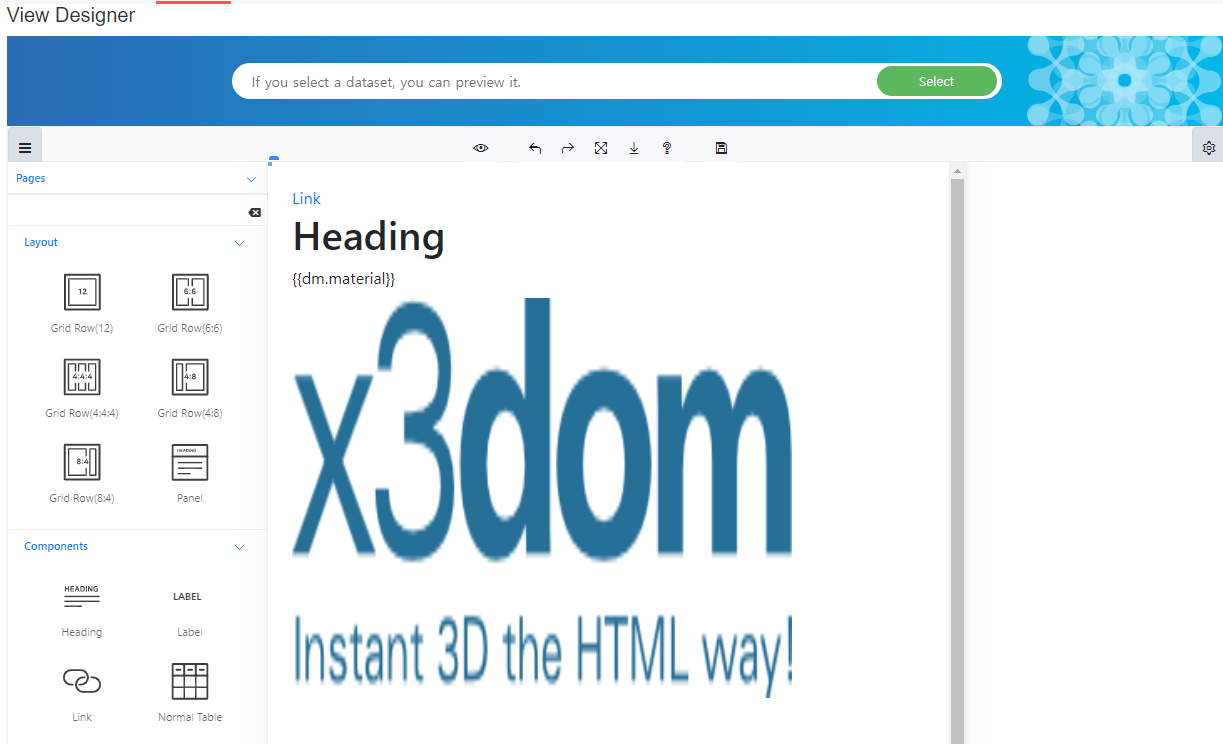 View Designer
If you select a dataset, you can preview it.
Select
Pages
Layout
12
6:6
Grid Row(12)
Grid Row(6:6)
4:4:4
4:8
Grid Row(4:4:4)
Grid Row(4:8)
8:4
HEADING
Grid Row(8:4)
Panel
Components
HEADING
LABEL
Heading
Label
Link
Normal Table
Link
Heading
{{dm.material}}
x3dom
Instant 3D the HTML way!